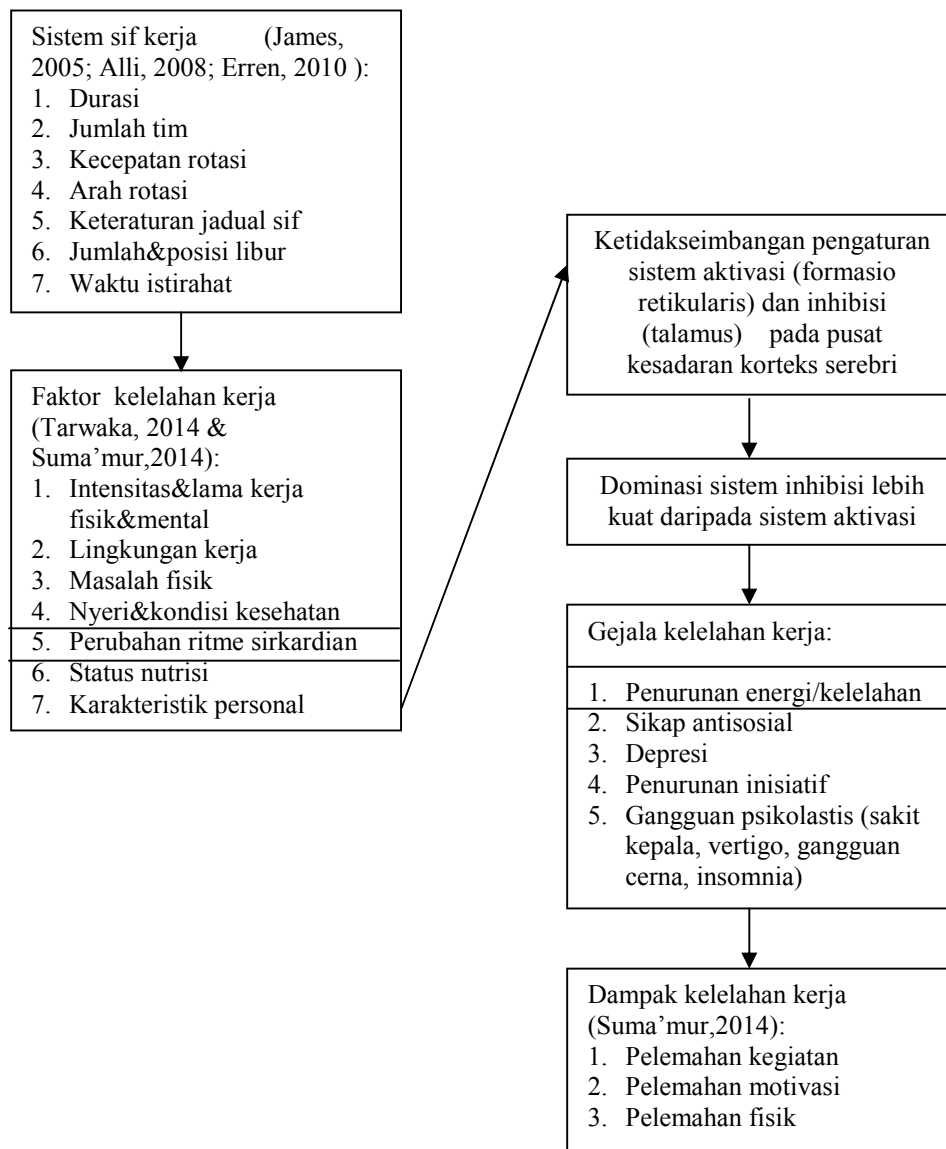 Sistem sif kerja (James,
2005; Alli, 2008; Erren, 2010 ):
1. Durasi
2. Jumlah tim
3. Kecepatan rotasi
4. Arah rotasi
5. Keteraturan jadual sif
6. Jumlah&posisi libur
7. Waktu istirahat
Faktor kelelahan kerja
(Tarwaka, 2014 &
Suma’mur,2014):
1. Intensitas&lama kerja
fisik&mental
2. Lingkungan kerja
3. Masalah fisik
4. Nyeri&kondisi kesehatan
5. Perubahan ritme sirkardian
6. Status nutrisi
7. Karakteristik personal
Ketidakseimbangan pengaturan
sistem aktivasi (formasio
retikularis) dan inhibisi
(talamus) pada pusat
kesadaran korteks serebri
Dominasi sistem inhibisi lebih
kuat daripada sistem aktivasi
Gejala kelelahan kerja:
1. Penurunan energi/kelelahan
2. Sikap antisosial
3. Depresi
4. Penurunan inisiatif
5. Gangguan psikolastis (sakit
kepala, vertigo, gangguan
cerna, insomnia)
Dampak kelelahan kerja
(Suma’mur,2014):
1. Pelemahan kegiatan
2. Pelemahan motivasi
3. Pelemahan fisik